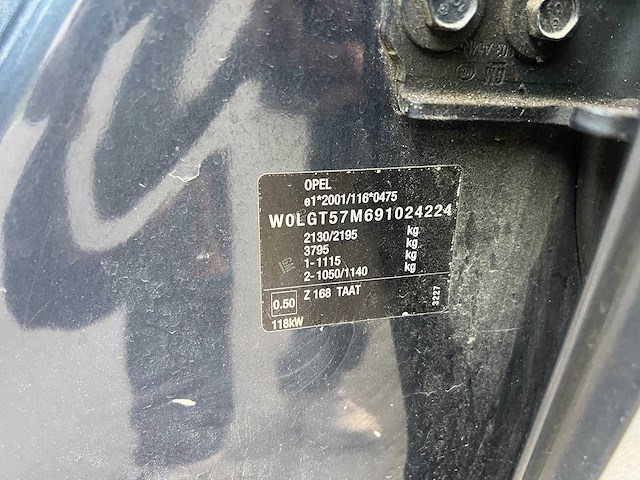 OPEL
e1*2001/116*0475
W0LGT57M691024224
2130/2195 kg
3795 kg
1-1115 kg
2-1050/1140 kg
0.50 Z 168 TAAT
3227
118kW